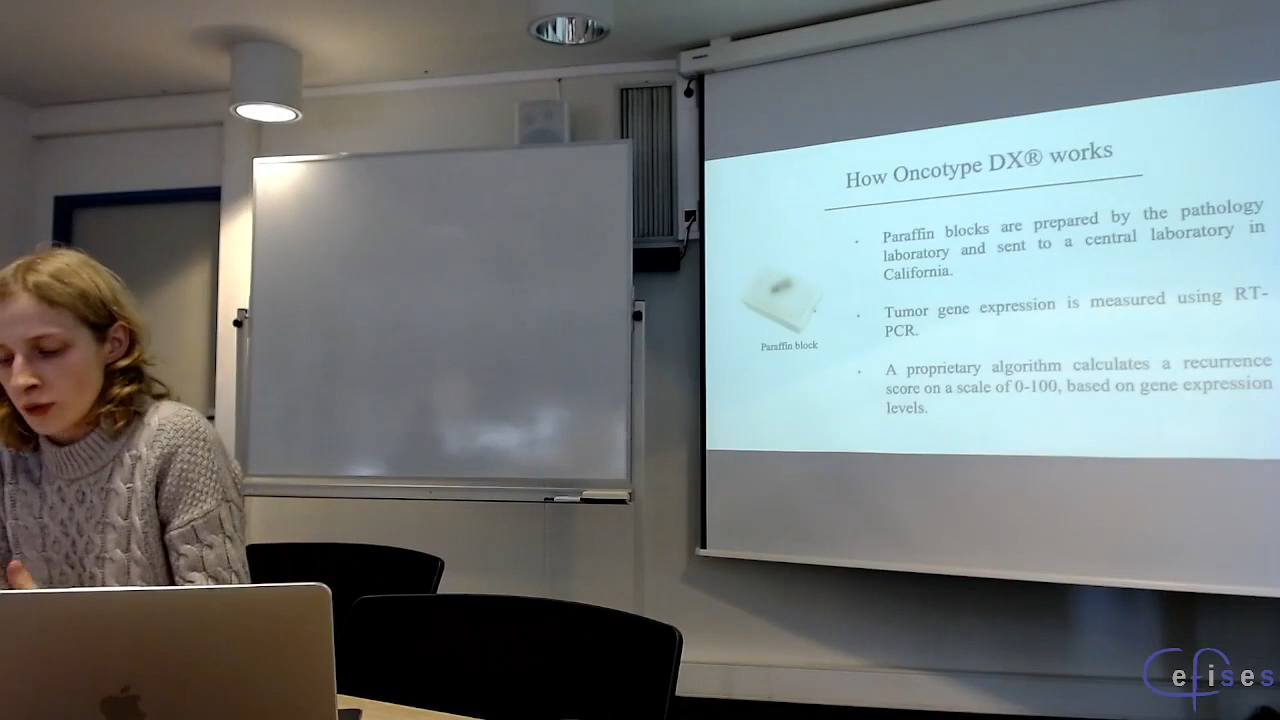 How Oncotype DX® works
Paraffin blocks are prepared by the pathology
laboratory and sent to a central laboratory in
California.
Tumor gene expression is measured using RT-
PCR.
Paraffin block
A proprietary algorithm calculates a recurrence
score on a scale of 0-100, based on gene expression
levels.
Cefises